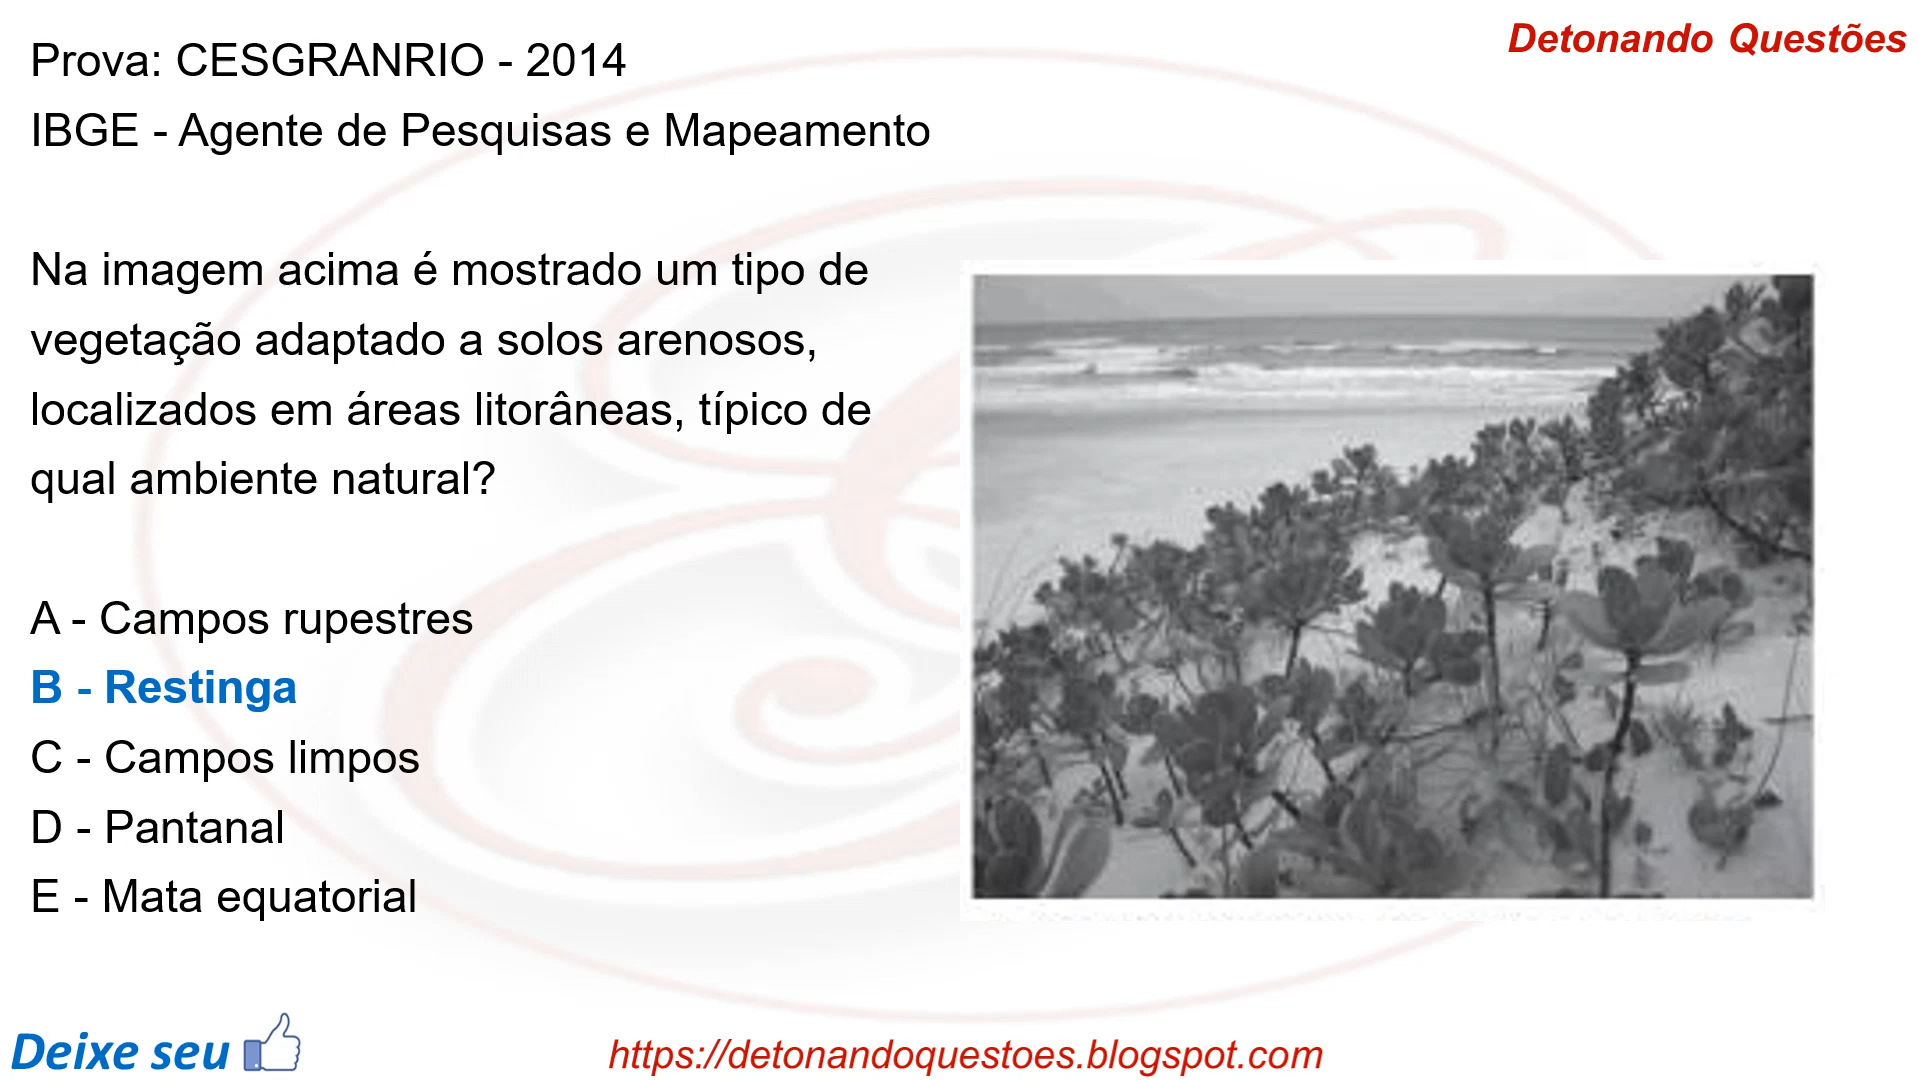 Detonando Questões
Prova: CESGRANRIO - 2014
IBGE - Agente de Pesquisas e Mapeamento
Na imagem acima é mostrado um tipo de
vegetação adaptado a solos arenosos,
localizados em áreas litorâneas, típico de
qual ambiente natural?
A - Campos rupestres
B - Restinga
C - Campos limpos
D - Pantanal
E - Mata equatorial
Deixe seu
https://detonandoquestoes.blogspot.com